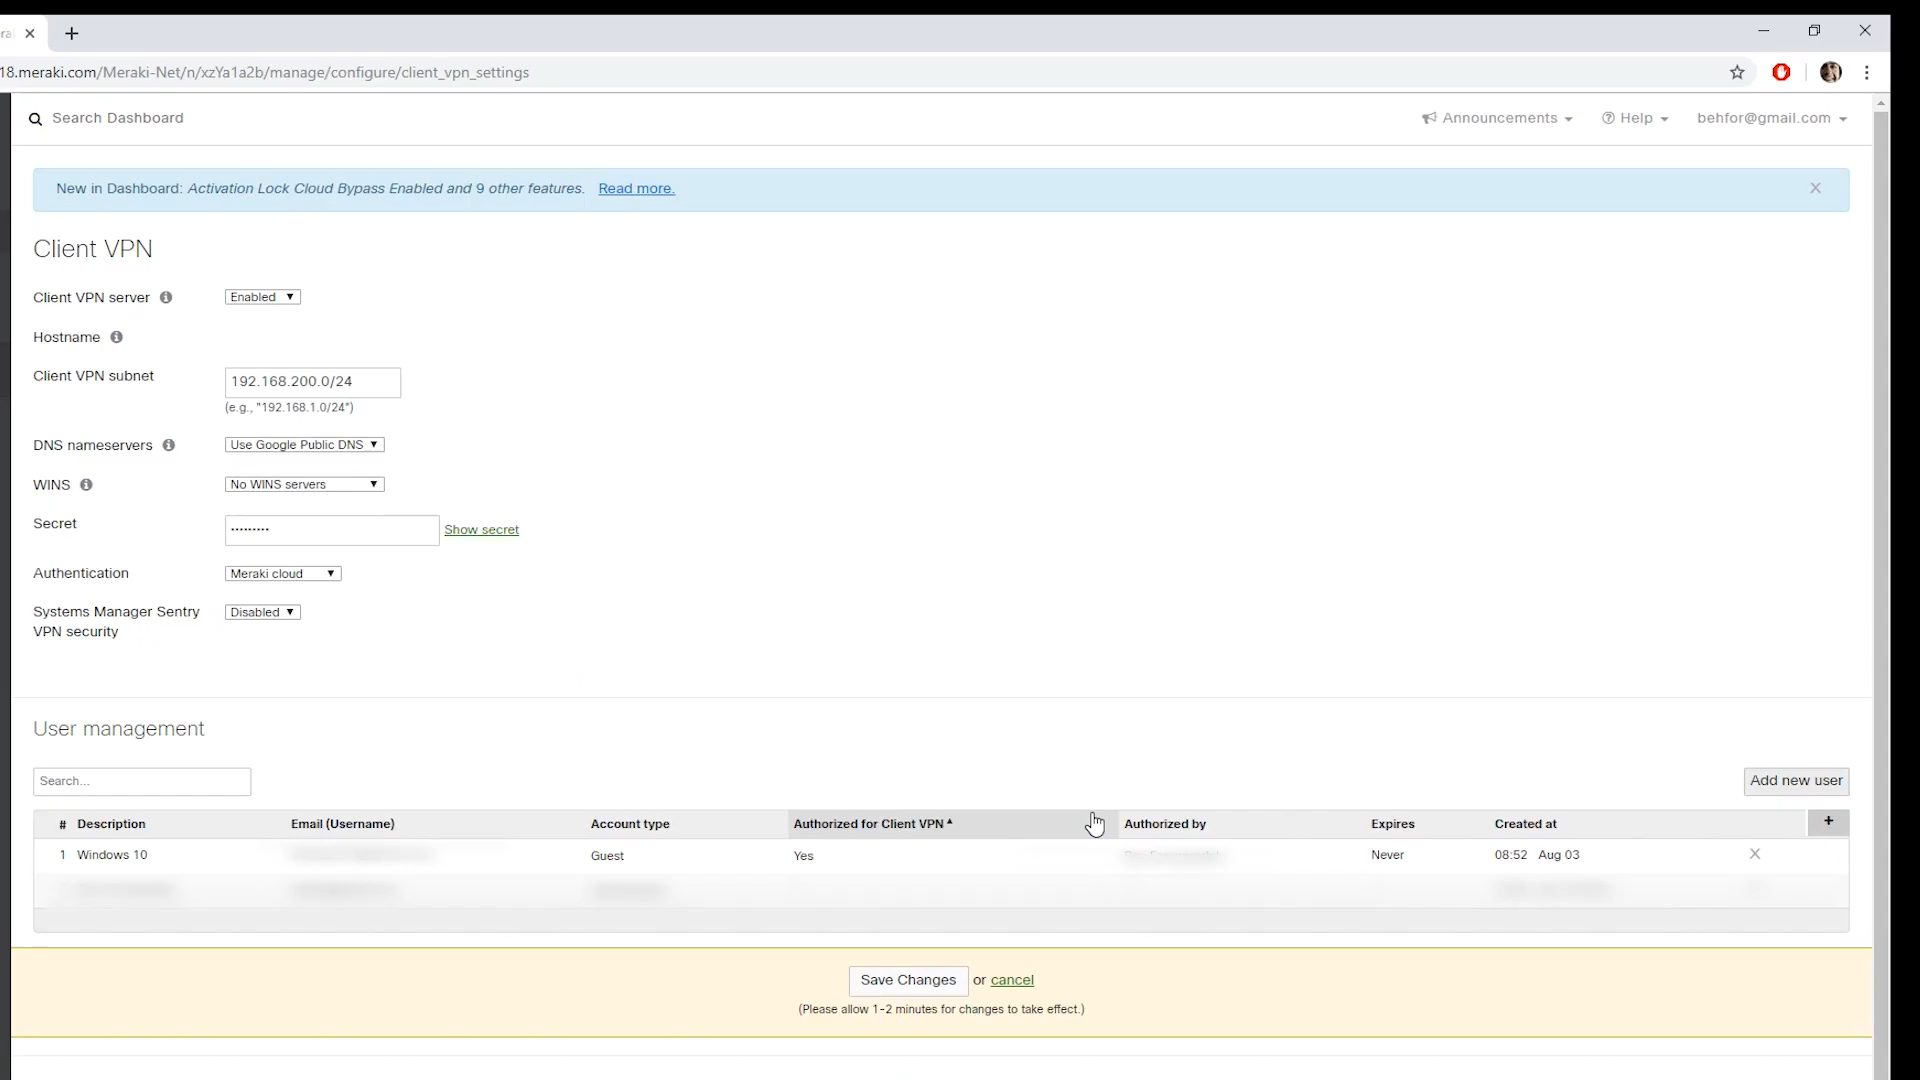 18.meraki.com/Meraki-Net/n/xzYa1a2b/manage/configure/client_vpn_settings
Search Dashboard
Announcements
Help
behfor@gmail.com
New in Dashboard: Activation Lock Cloud Bypass Enabled and 9 other features. Read more.
Client VPN
Client VPN server
Enabled
Hostname
Client VPN subnet
192.168.200.0/24
(e.g., "192.168.1.0/24")
DNS nameservers
Use Google Public DNS
WINS
No WINS servers
Secret
Show secret
Authentication
Meraki cloud
Systems Manager Sentry
VPN security
Disabled
User management
Search...
Add new user
# Description Email (Username) Account type Authorized for Client VPN Authorized by Expires Created at +
1 Windows 10 Guest Yes Never 08:52 Aug 03
Save Changes or cancel
(Please allow 1-2 minutes for changes to take effect.)